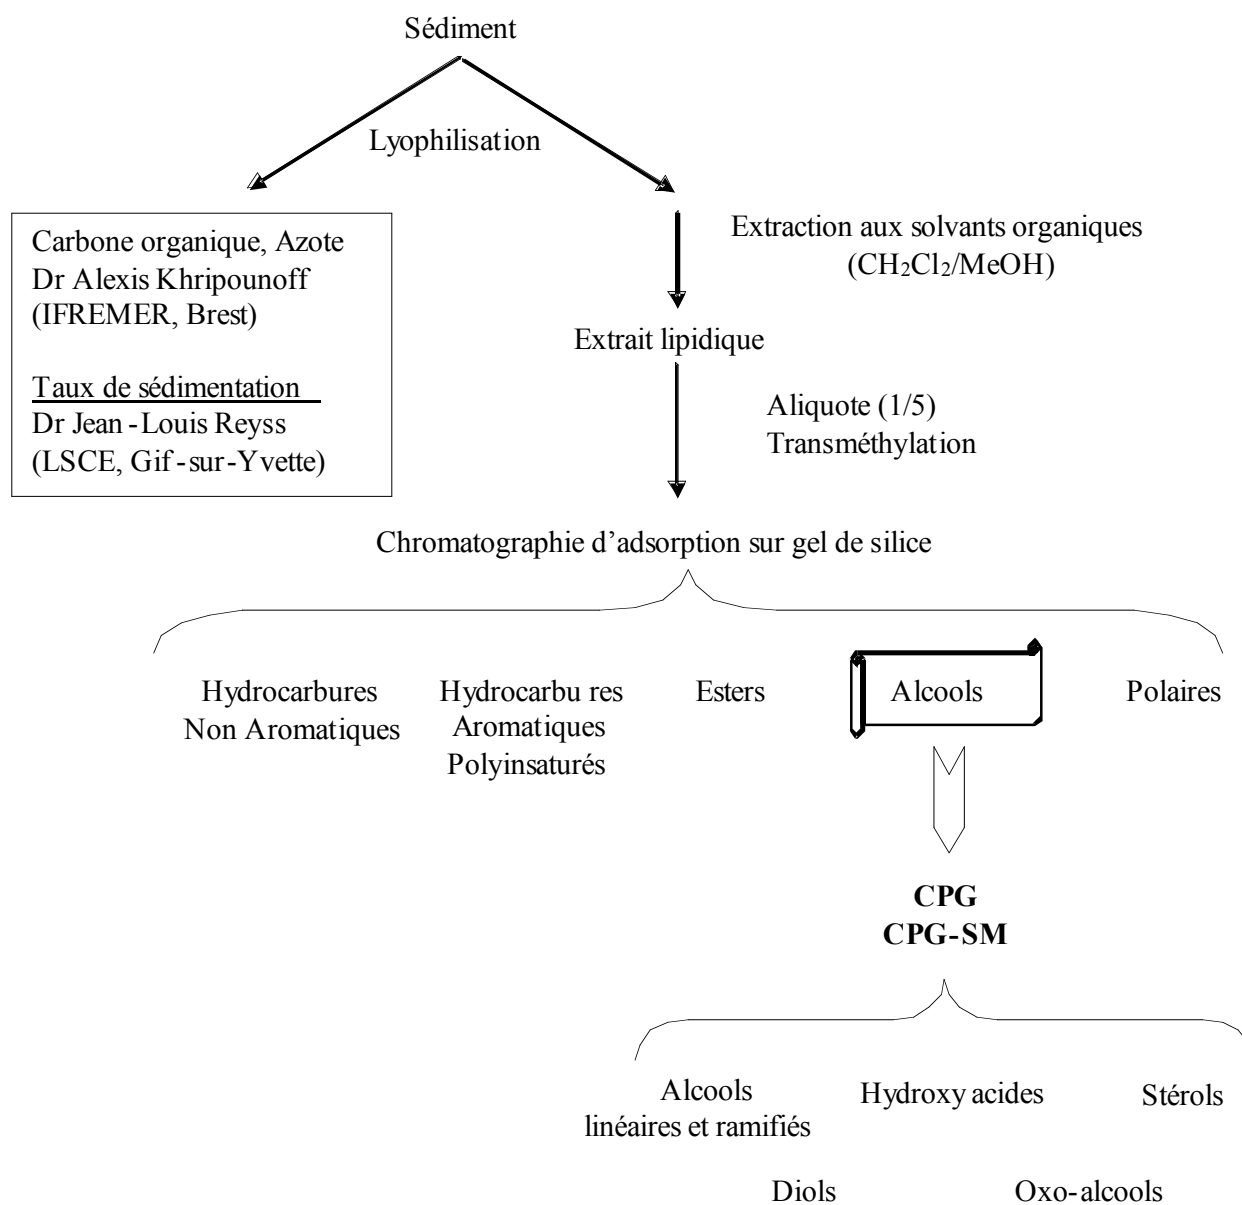 Sédiment
Lyophilisation
Carbone organique, Azote
Dr Alexis Khripounoff
(IFREMER, Brest)
Taux de sédimentation
Dr Jean-Louis Reyss
(LSCE, Gif-sur-Yvette)
Extraction aux solvants organiques
(CH₂Cl₂/MeOH)
Extrait lipidique
Aliquote (1/5)
Transméthylation
Chromatographie d’adsorption sur gel de silice
Hydrocarbures
Non Aromatiques
Hydrocarbu res
Aromatiques
Polyinsaturés
Esters
Alcools
Polaires
CPG
CPG-SM
Alcools
linéaires et ramifiés
Hydroxy acides
Stérols
Diols
Oxo-alcools